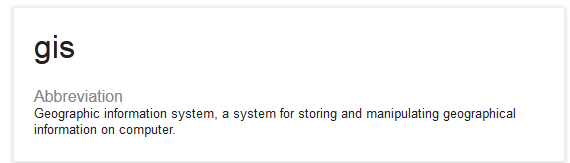 gis
Abbreviation
Geographic information system, a system for storing and manipulating geographical
information on computer.